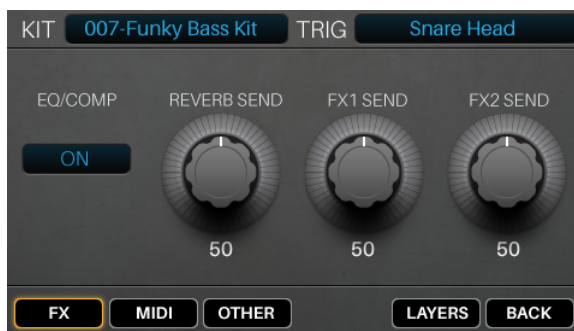 KIT 007-Funky Bass Kit TRIG Snare Head
EQ/COMP REVERB SEND FX1 SEND FX2 SEND
ON
50 50 50
FX MIDI OTHER LAYERS BACK